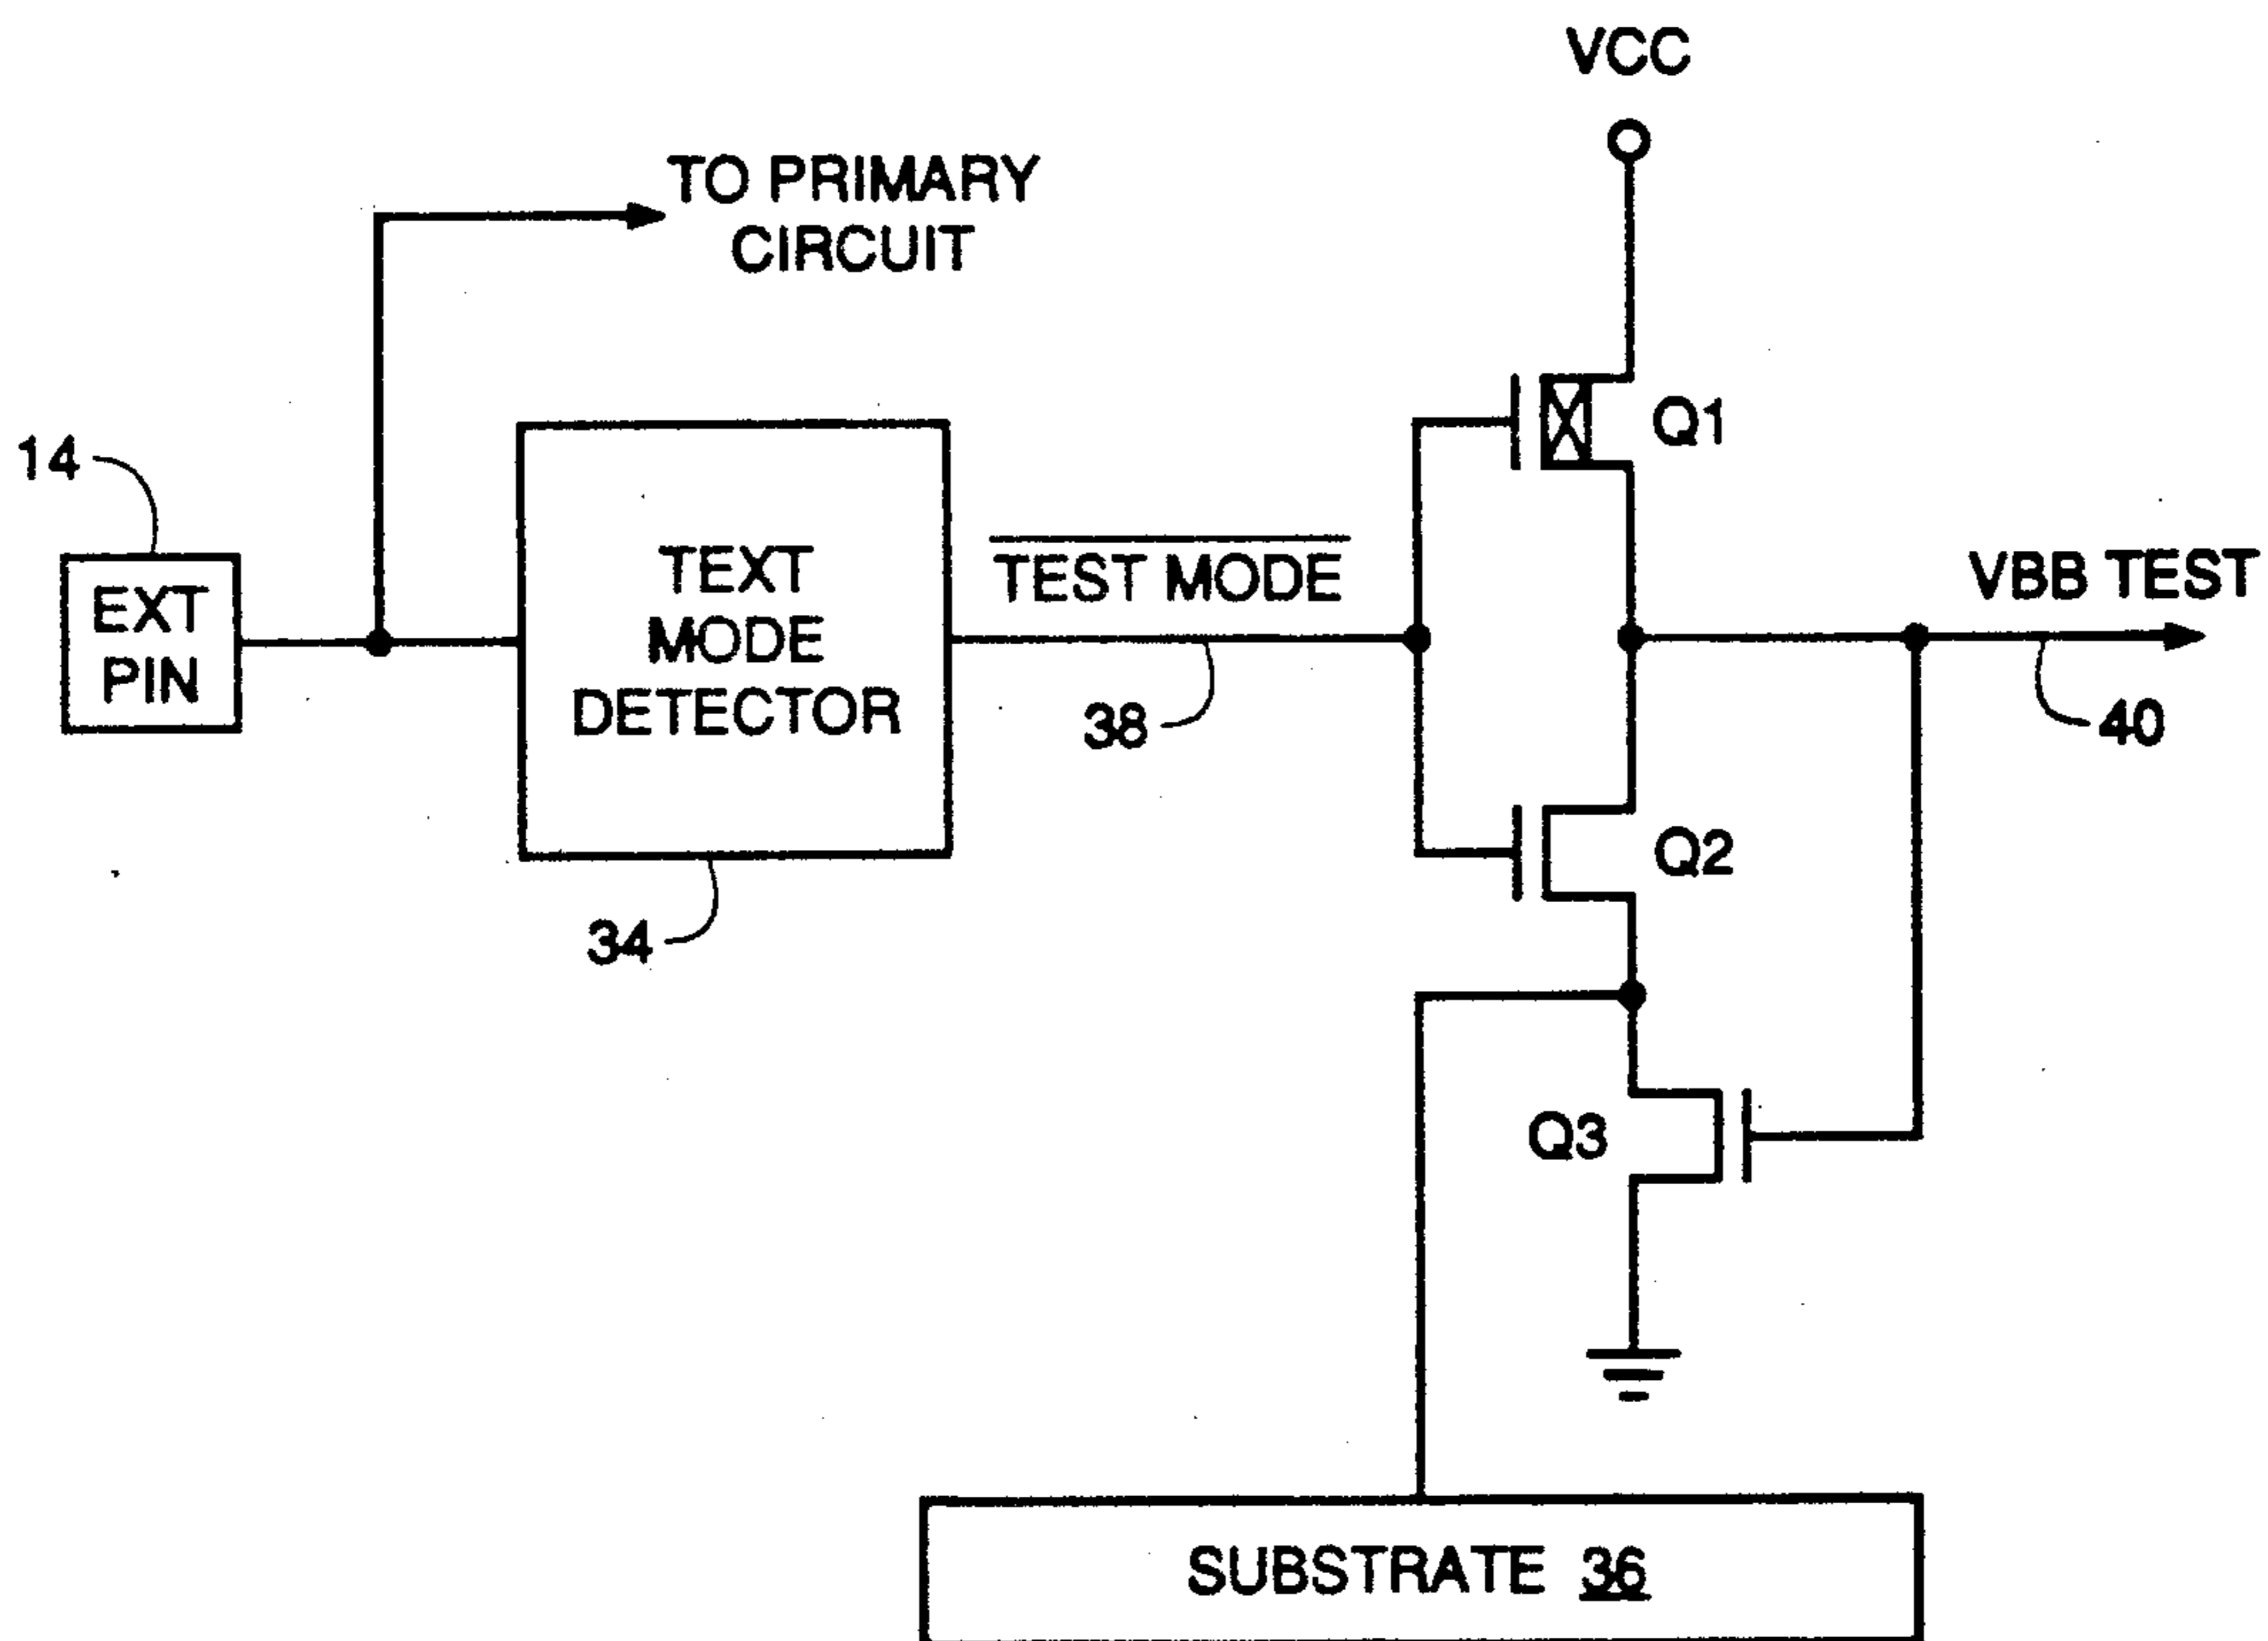 VCC
TO PRIMARY
CIRCUIT
Q1
14
EXT
PIN
TEXT
MODE
DETECTOR
TEST MODE
VBB TEST
38
40
Q2
34
Q3
SUBSTRATE 36